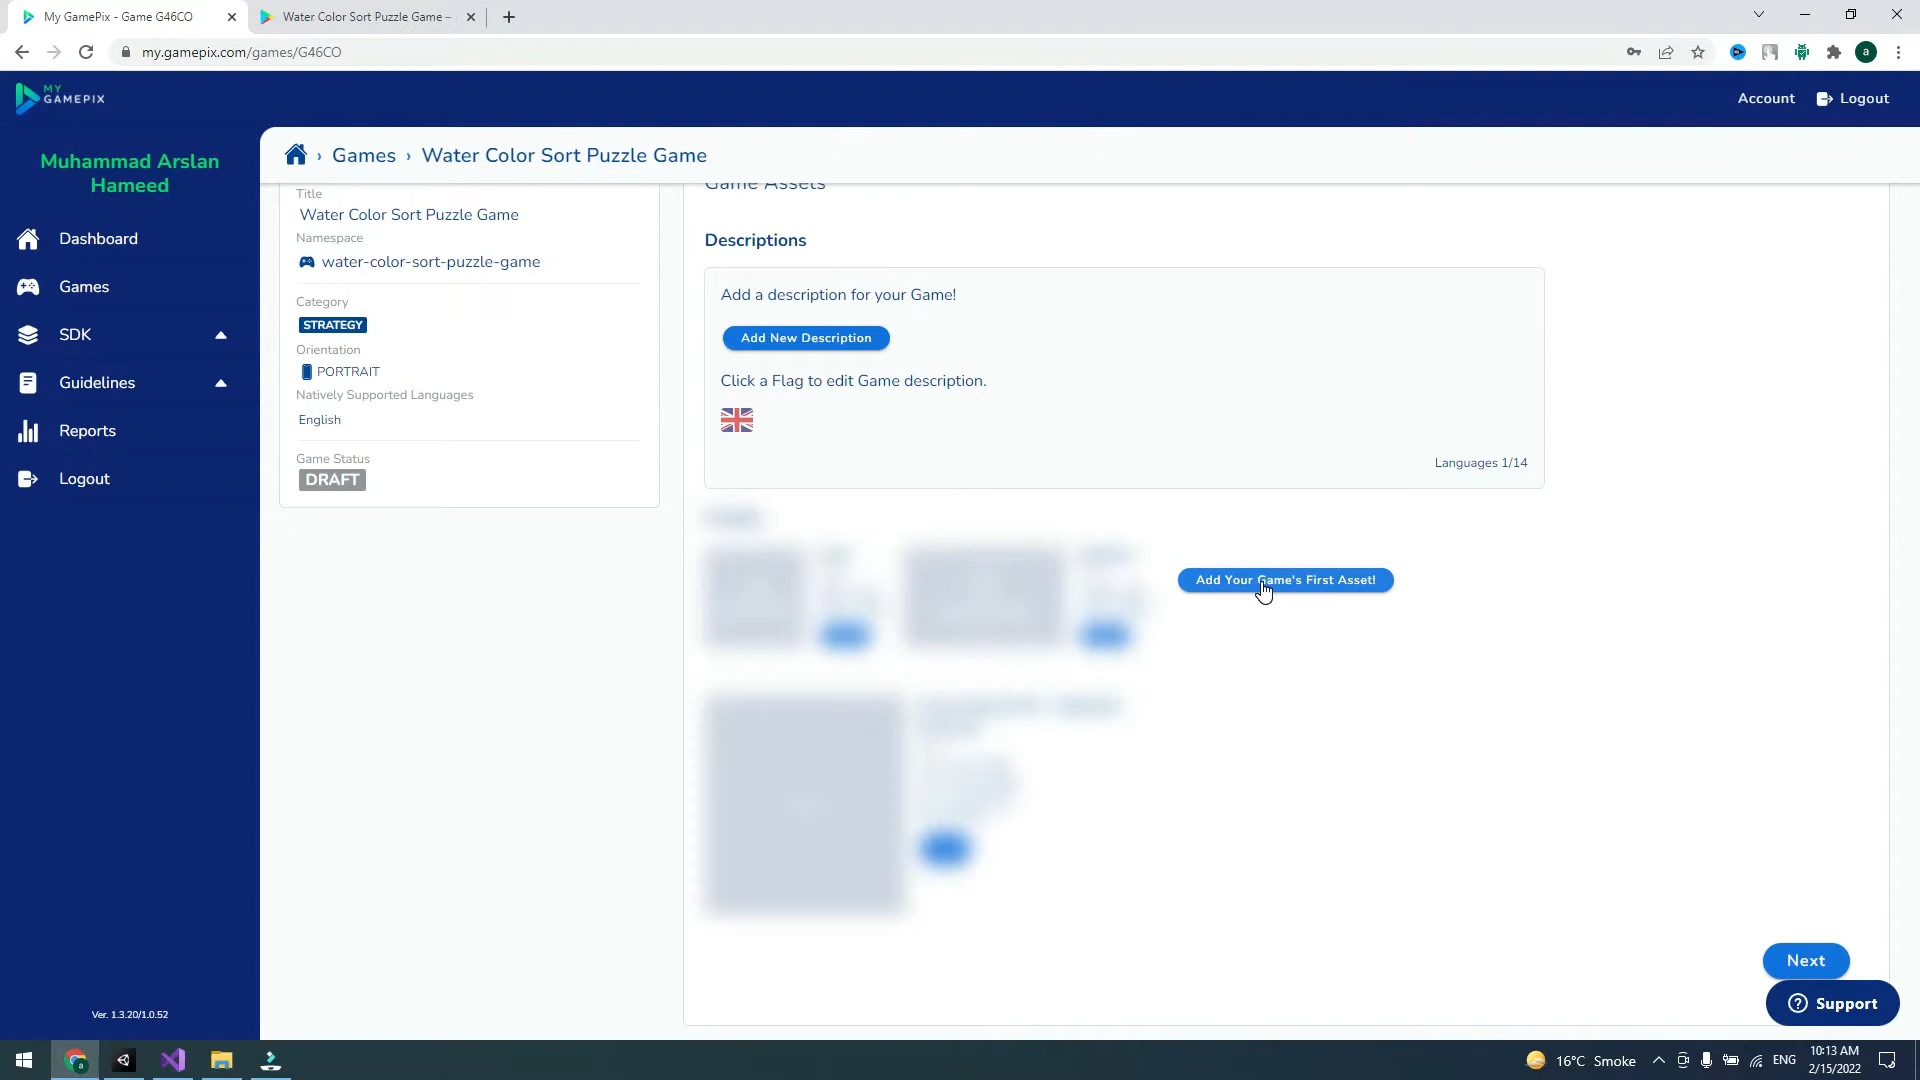 My GamePix - Game G46CO
Water Color Sort Puzzle Game –
my.gamepix.com/games/G46CO
a
MY
GAMEPIX
Account
Logout
Muhammad Arslan
Hameed
Dashboard
Games
SDK
Guidelines
Reports
Logout
Ver. 1.3.20/1.0.52
Games › Water Color Sort Puzzle Game
Title
Water Color Sort Puzzle Game
Namespace
water-color-sort-puzzle-game
Category
STRATEGY
Orientation
PORTRAIT
Natively Supported Languages
English
Game Status
DRAFT
Game Assets
Descriptions
Add a description for your Game!
Add New Description
Click a Flag to edit Game description.
Languages 1/14
Add Your Game's First Asset!
Next
Support
16°C Smoke
ENG
10:13 AM
2/15/2022